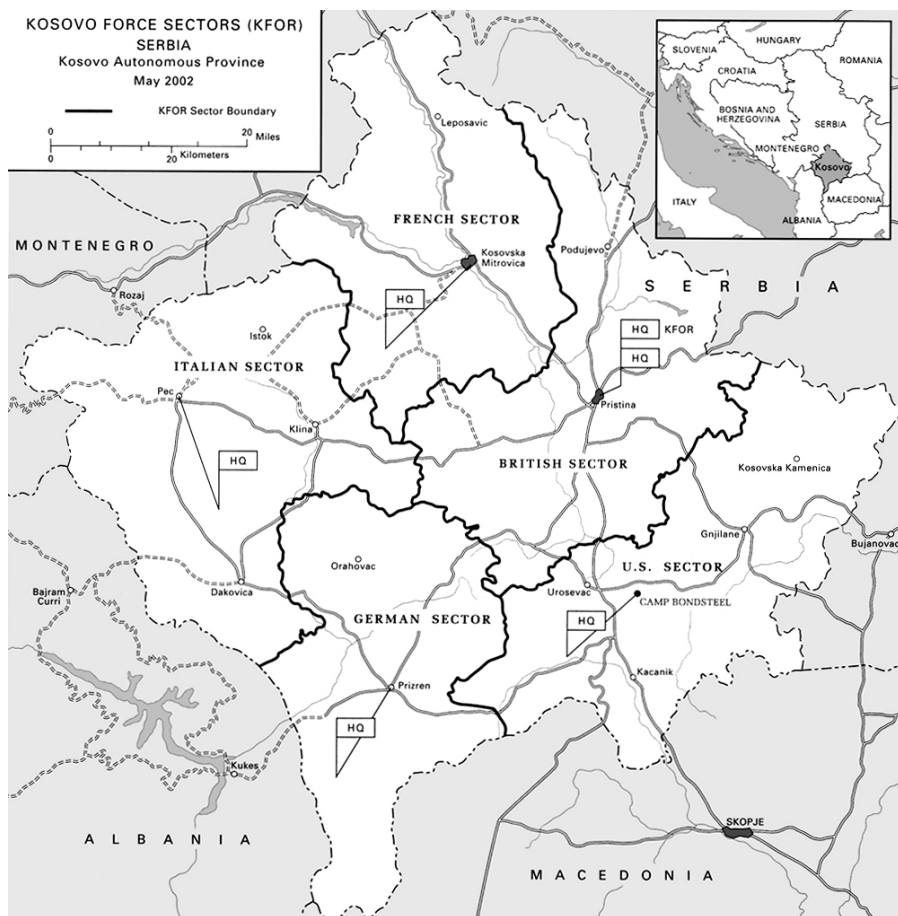 KOSOVO FORCE SECTORS (KFOR)
SERBIA
Kosovo Autonomous Province
May 2002
KFOR Sector Boundary
0 20 Miles
0 20 Kilometers
SLOVENIA
HUNGARY
ROMANIA
CROATIA
BOSNIA AND
HERZEGOVINA
SERBIA
MONTENEGRO
Kosovo
ITALY
MACEDONIA
ALBANIA
Leposavic
FRENCH SECTOR
MONTENEGRO
Kosovska
Mitrovica
Podujevo
SERBIA
Rozaj
HQ
Istok
HQ KFOR
HQ
ITALIAN SECTOR
Pec
Pristina
Klina
HQ
BRITISH SECTOR
Kosovska Kamenica
Gnjilane
Bujanovac
Orahovac
U.S. SECTOR
Dakovica
Urosevac
Bajram
Curri
CAMP BONDSTEEL
GERMAN SECTOR
HQ
Kacanik
Prizren
HQ
Kukes
SKOPJE
ALBANIA
MACEDONIA